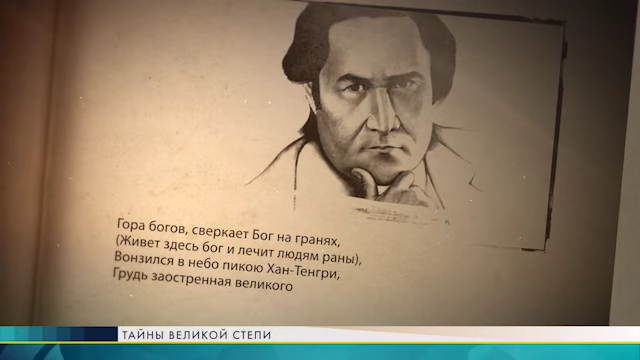 Гора богов, сверкает Бог на гранях,
(Живет здесь бог и лечит людям раны),
Вонзился в небо пикою Хан-Тенгри,
Грудь заостренная великого
ТАЙНЫ ВЕЛИКОЙ СТЕПИ